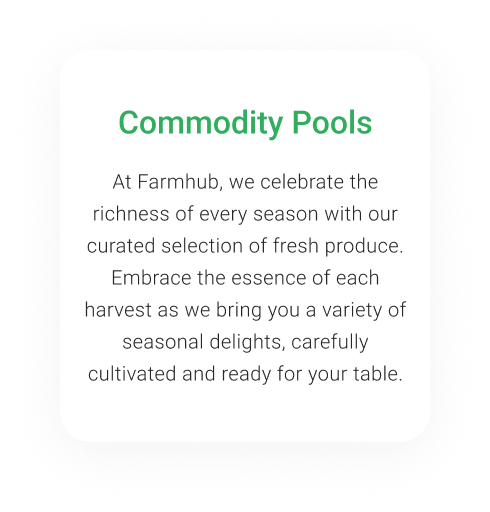 Commodity Pools
At Farmhub, we celebrate the
richness of every season with our
curated selection of fresh produce.
Embrace the essence of each
harvest as we bring you a variety of
seasonal delights, carefully
cultivated and ready for your table.